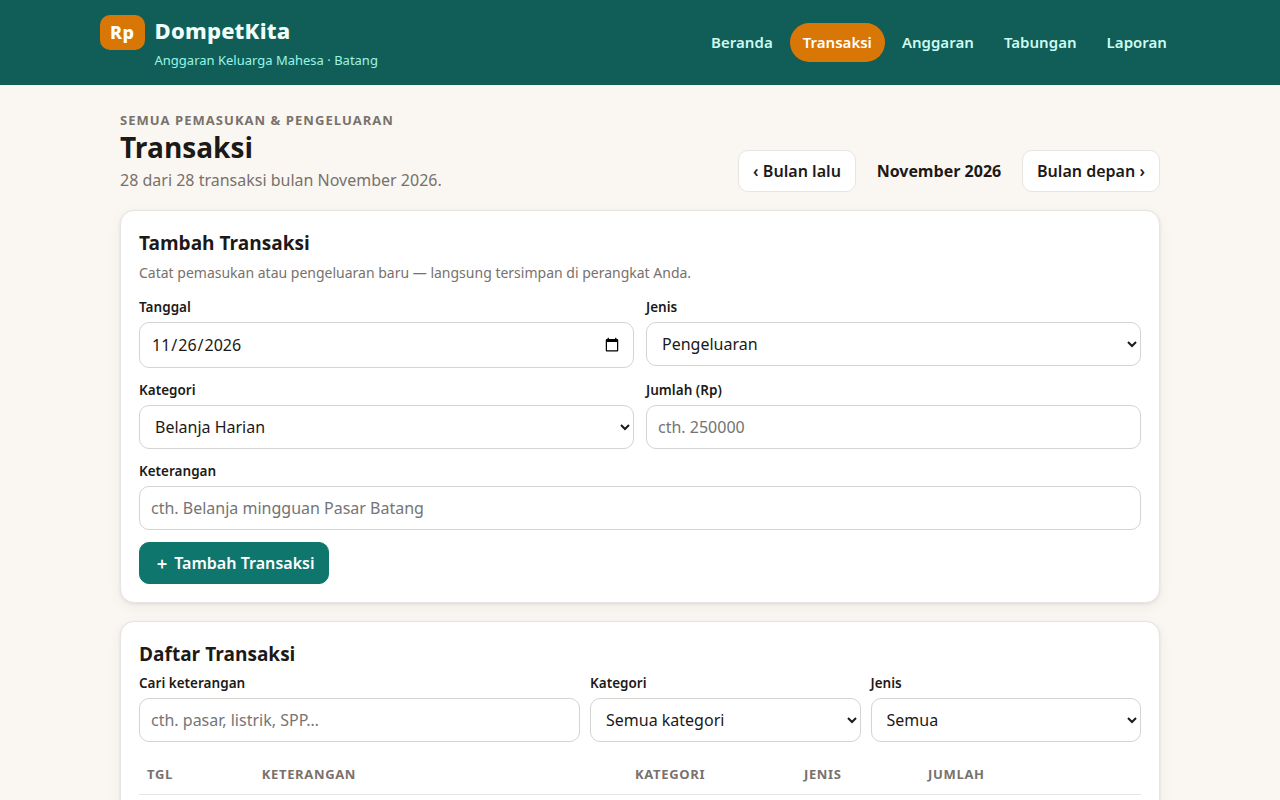 Rp DompetKita
Anggaran Keluarga Mahesa · Batang
Beranda Transaksi Anggaran Tabungan Laporan
SEMUA PEMASUKAN & PENGELUARAN
Transaksi
28 dari 28 transaksi bulan November 2026.
‹ Bulan lalu November 2026 Bulan depan ›
Tambah Transaksi
Catat pemasukan atau pengeluaran baru — langsung tersimpan di perangkat Anda.
Tanggal Jenis
11/26/2026 Pengeluaran
Kategori Jumlah (Rp)
Belanja Harian cth. 250000
Keterangan
cth. Belanja mingguan Pasar Batang
+ Tambah Transaksi
Daftar Transaksi
Cari keterangan Kategori Jenis
cth. pasar, listrik, SPP... Semua kategori Semua
TGL KETERANGAN KATEGORI JENIS JUMLAH